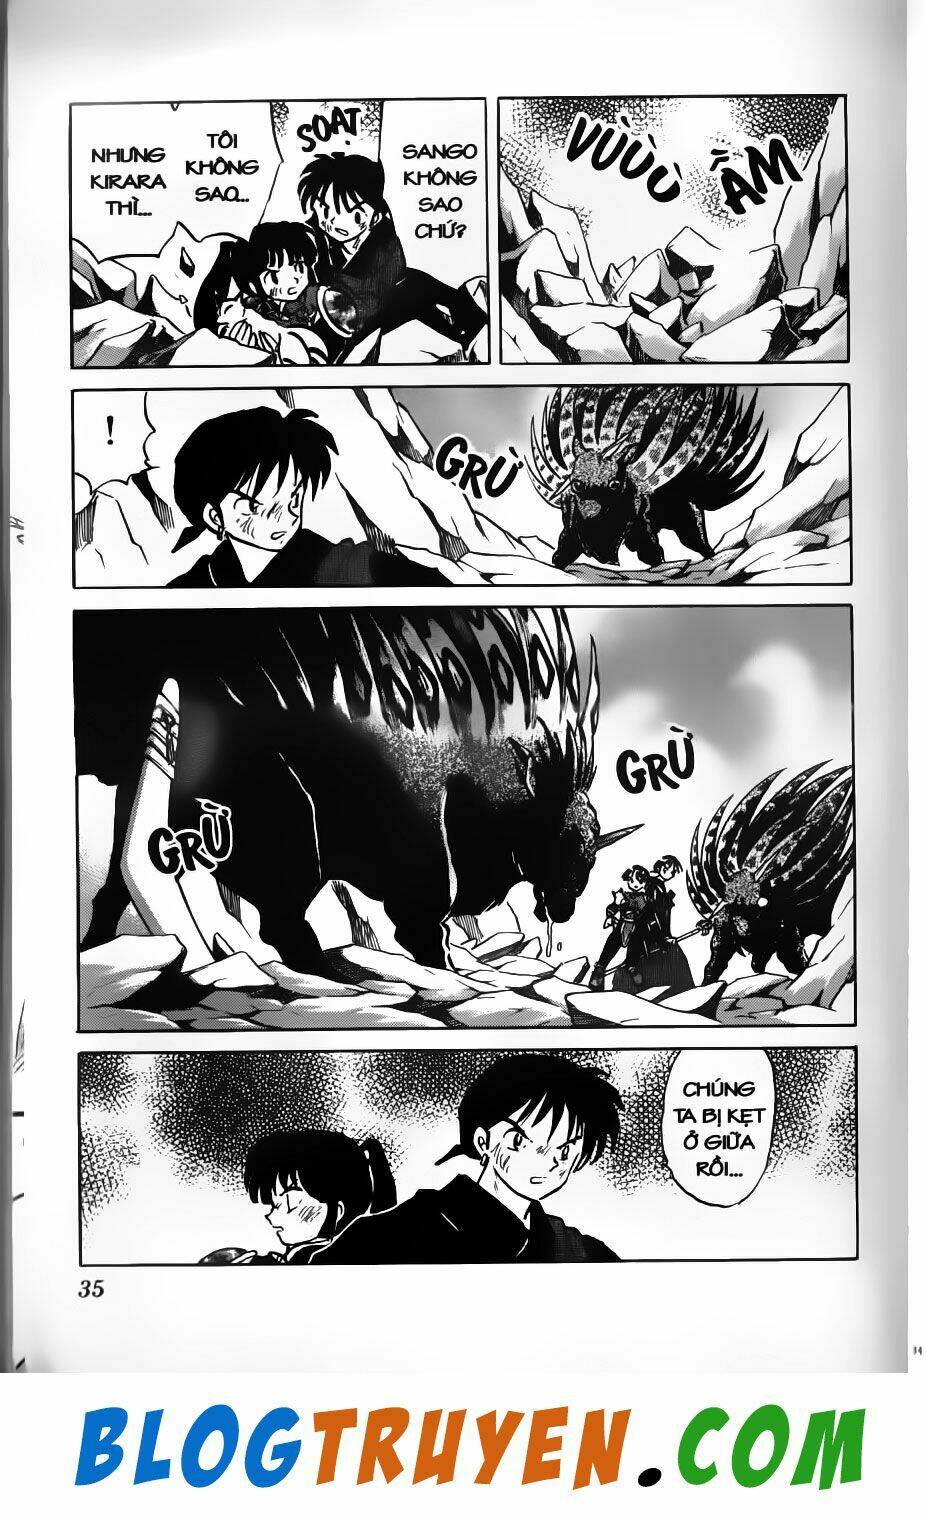 VÙÙÙ
ẦM
SANGO
KHÔNG
SAO
CHỨ?
SOẠT
TÔI
KHÔNG
SAO...
NHƯNG
KIRARA
THÌ...
GRỪ
!
GRỪ
GRỪ
CHÚNG
TA BỊ KẸT
Ở GIỮA
RỒI...
35
BLOGTRUYEN.COM